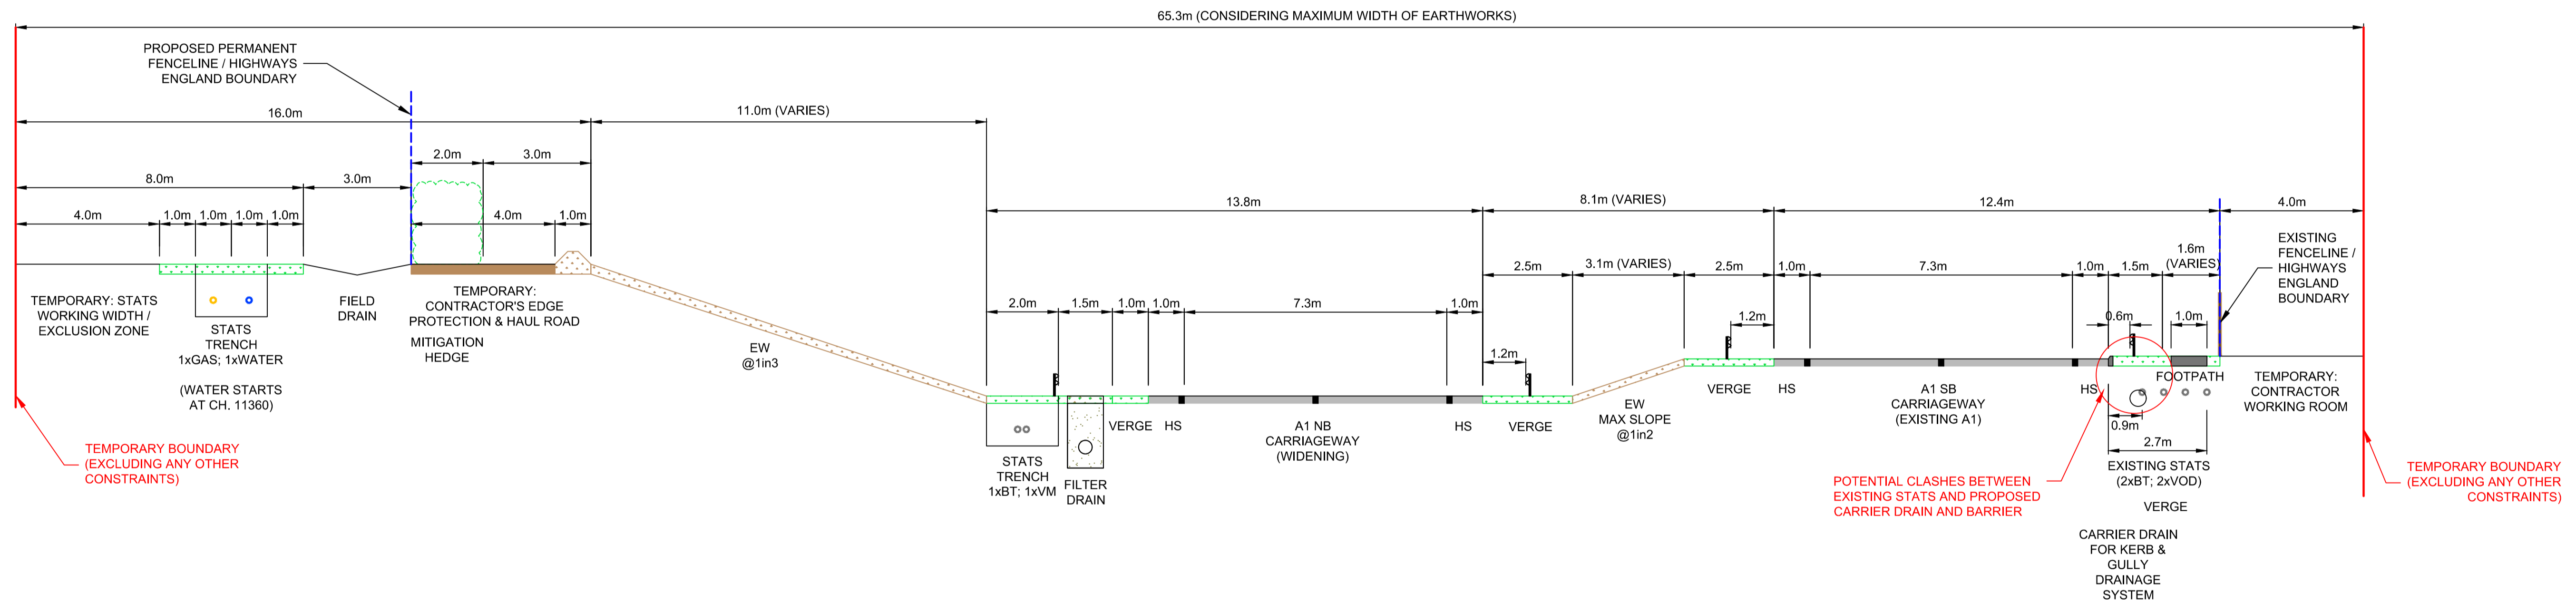 65.3m (CONSIDERING MAXIMUM WIDTH OF EARTHWORKS)
PROPOSED PERMANENT
FENCELINE / HIGHWAYS
ENGLAND BOUNDARY
16.0m
11.0m (VARIES)
2.0m
3.0m
8.0m
3.0m
4.0m
1.0m
1.0m
1.0m
1.0m
4.0m
1.0m
13.8m
8.1m (VARIES)
12.4m
4.0m
2.0m
1.5m
1.0m
1.0m
7.3m
1.0m
2.5m
3.1m (VARIES)
2.5m
1.0m
7.3m
1.0m
1.5m
1.6m
(VARIES)
1.2m
1.2m
0.6m
1.0m
EXISTING
FENCELINE /
HIGHWAYS
ENGLAND
BOUNDARY
TEMPORARY: STATS
WORKING WIDTH /
EXCLUSION ZONE
STATS
TRENCH
1xGAS; 1xWATER
(WATER STARTS
AT CH. 11360)
FIELD
DRAIN
TEMPORARY:
CONTRACTOR'S EDGE
PROTECTION & HAUL ROAD
MITIGATION
HEDGE
EW
@1in3
STATS
TRENCH
1xBT; 1xVM
FILTER
DRAIN
VERGE
HS
A1 NB
CARRIAGEWAY
(WIDENING)
HS
VERGE
EW
MAX SLOPE
@1in2
VERGE
HS
A1 SB
CARRIAGEWAY
(EXISTING A1)
HS
FOOTPATH
0.9m
2.7m
EXISTING STATS
(2xBT; 2xVOD)
VERGE
CARRIER DRAIN
FOR KERB &
GULLY
DRAINAGE
SYSTEM
TEMPORARY:
CONTRACTOR
WORKING ROOM
TEMPORARY BOUNDARY
(EXCLUDING ANY OTHER
CONSTRAINTS)
POTENTIAL CLASHES BETWEEN
EXISTING STATS AND PROPOSED
CARRIER DRAIN AND BARRIER
TEMPORARY BOUNDARY
(EXCLUDING ANY OTHER
CONSTRAINTS)